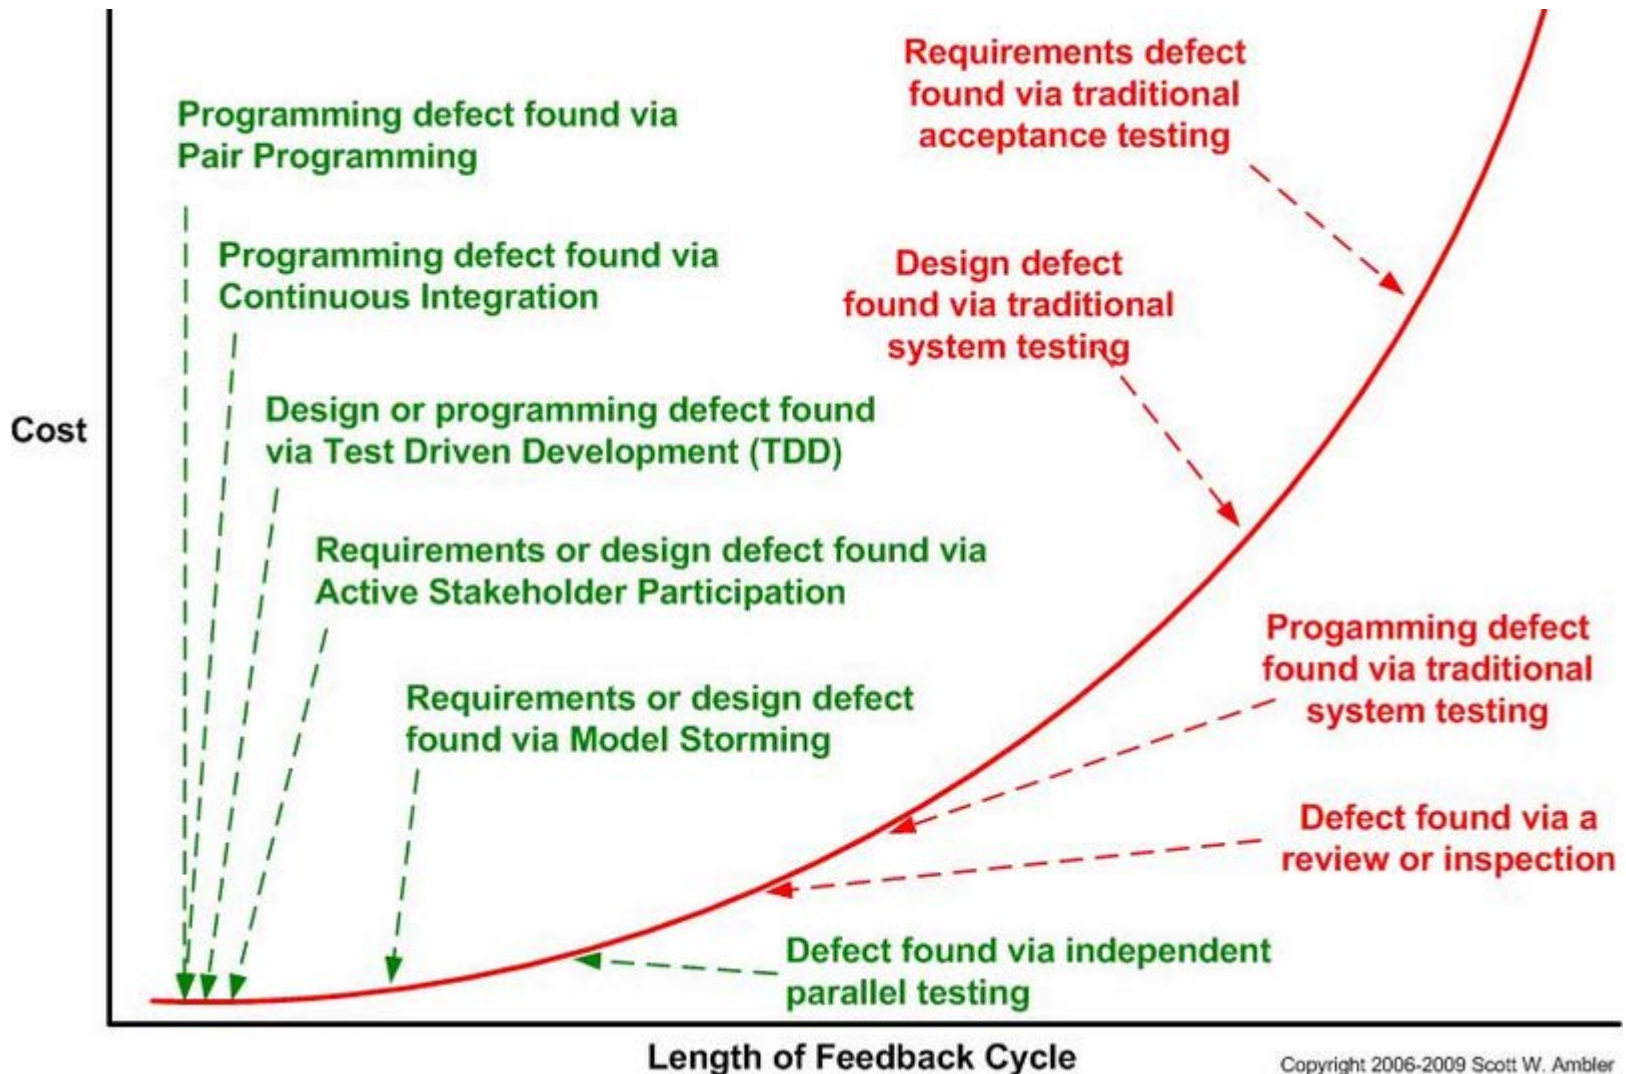 Programming defect found via
Pair Programming
Programming defect found via
Continuous Integration
Design or programming defect found
via Test Driven Development (TDD)
Requirements or design defect found via
Active Stakeholder Participation
Requirements or design defect
found via Model Storming
Defect found via independent
parallel testing
Requirements defect
found via traditional
acceptance testing
Design defect
found via traditional
system testing
Progamming defect
found via traditional
system testing
Defect found via a
review or inspection
Cost
Length of Feedback Cycle
Copyright 2006-2009 Scott W. Ambler